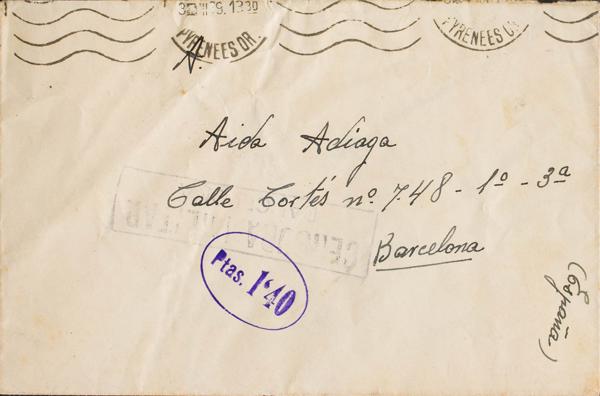 PYRENEES OR.
PYRENEES OR.
A.
Aida Adiaga
Calle Cortés nº 748 - 1º - 3ª
CENSURA MILITAR
Barcelona
Ptas. 1'40
(España)